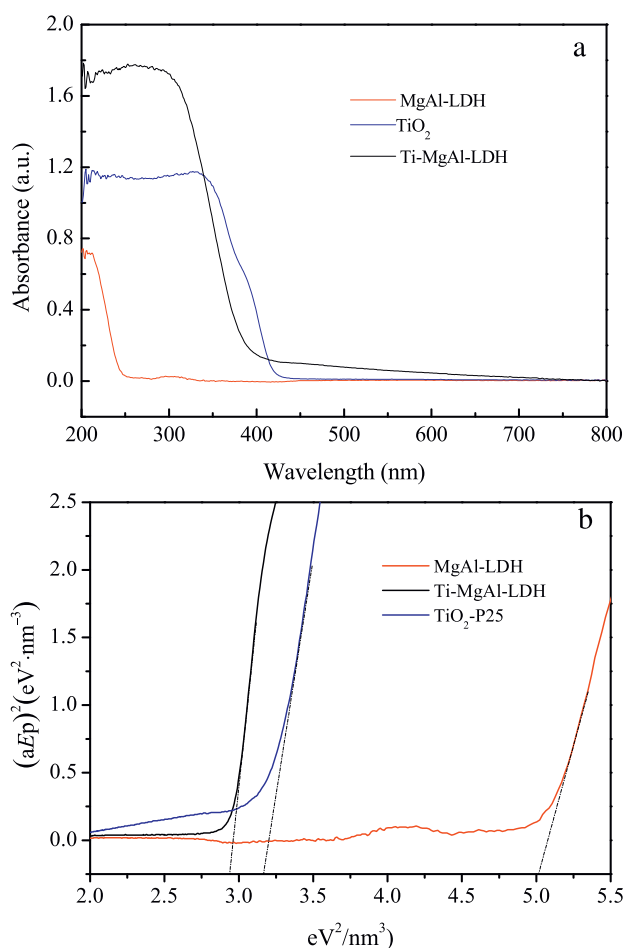 a
2.0
1.6
1.2
0.8
0.4
0.0
Absorbance (a.u.)
MgAl-LDH
TiO₂
Ti-MgAl-LDH
200 300 400 500 600 700 800
Wavelength (nm)
b
2.5
2.0
1.5
1.0
0.5
0.0
(aEp)²(eV²·nm⁻³)
MgAl-LDH
Ti-MgAl-LDH
TiO₂-P25
2.0 2.5 3.0 3.5 4.0 4.5 5.0 5.5
eV²/nm³)